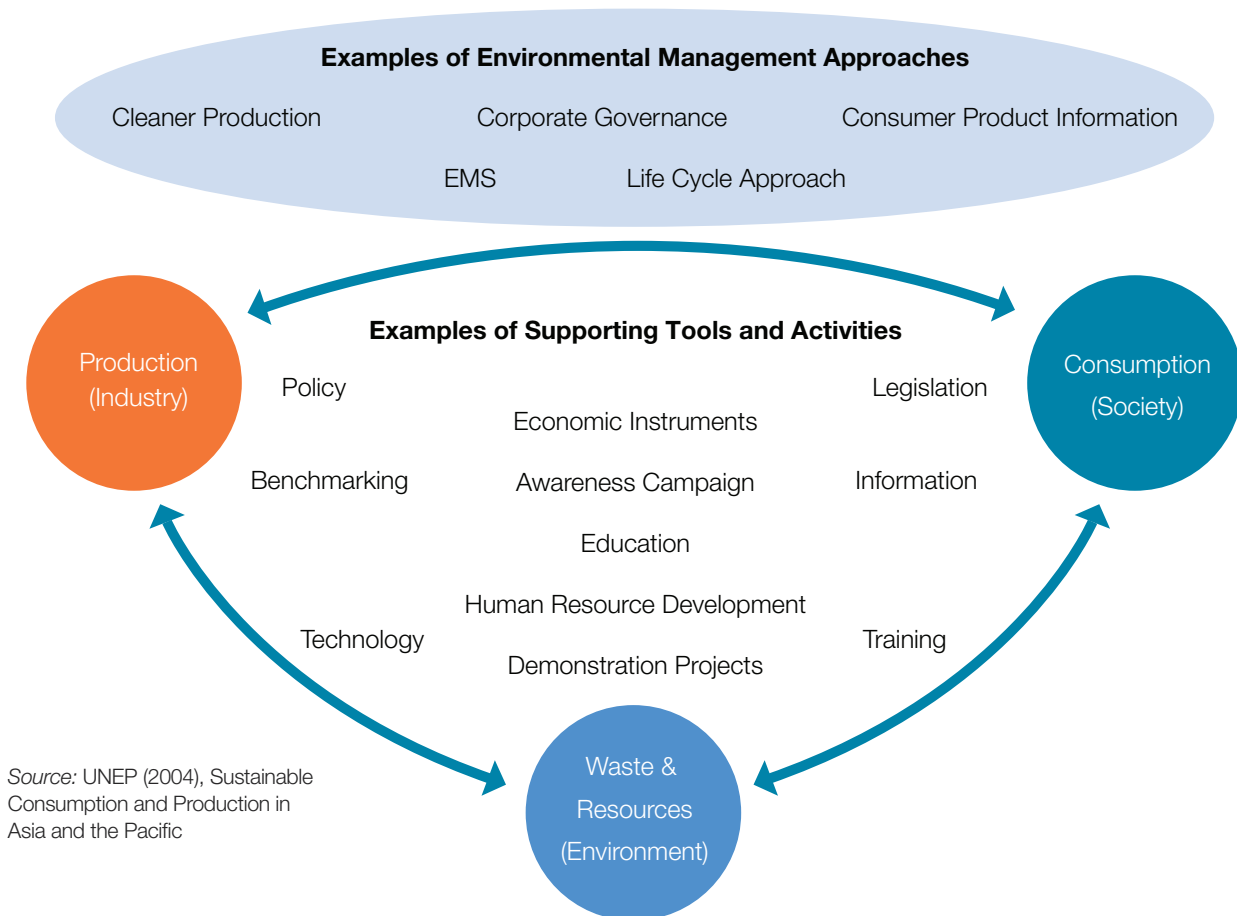 Examples of Environmental Management Approaches
Cleaner Production
Corporate Governance
Consumer Product Information
EMS
Life Cycle Approach
Examples of Supporting Tools and Activities
Production
(Industry)
Consumption
(Society)
Policy
Legislation
Economic Instruments
Benchmarking
Awareness Campaign
Information
Education
Human Resource Development
Technology
Training
Demonstration Projects
Waste &
Resources
(Environment)
Source: UNEP (2004), Sustainable
Consumption and Production in
Asia and the Pacific